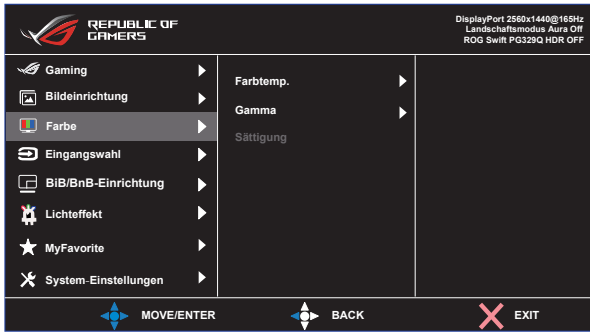 REPUBLIC OF
GAMERS
DisplayPort 2560x1440@165Hz
Landschaftsmodus Aura Off
ROG Swift PG329Q HDR OFF
Gaming
Bildeinrichtung
Farbe
Eingangswahl
BiB/BnB-Einrichtung
Lichteffekt
MyFavorite
System-Einstellungen
Farbtemp.
Gamma
Sättigung
MOVE/ENTER
BACK
EXIT